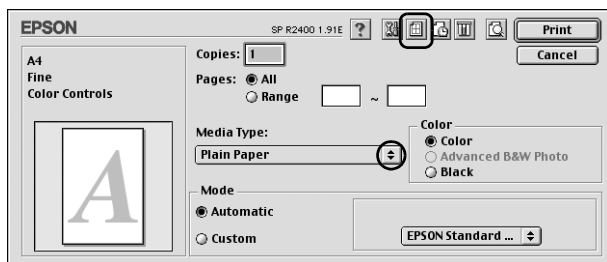 EPSON
SP R2400 1.91E
?
Print
A4
Fine
Color Controls
Copies: 1
Cancel
Pages: All
Range ~
Media Type:
Plain Paper
Color
Color
Advanced B&W Photo
Black
A
Mode
Automatic
Custom
EPSON Standard ...